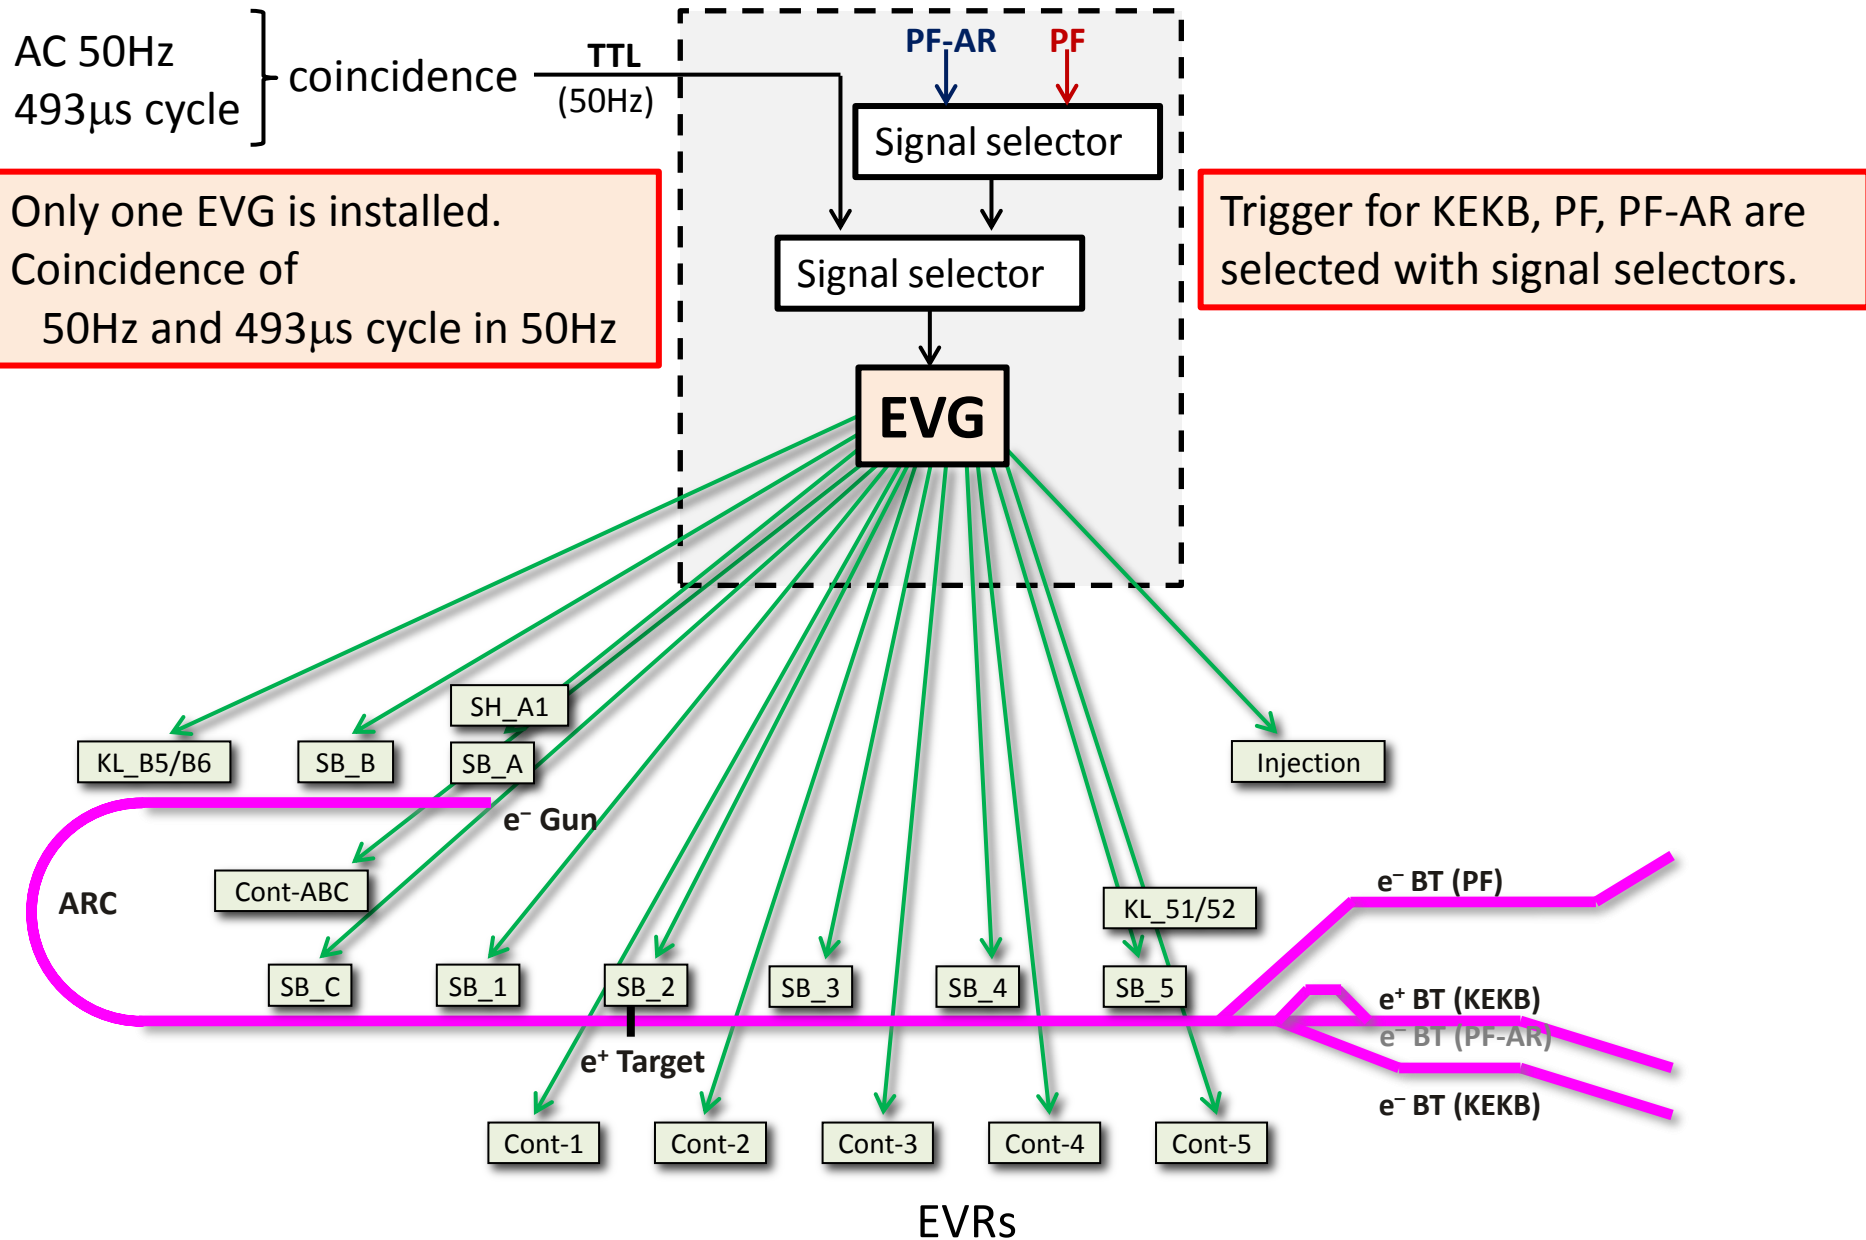 AC 50Hz
493μs cycle
coincidence
TTL
(50Hz)
PF-AR
PF
Signal selector
Signal selector
EVG
Only one EVG is installed.
Coincidence of
50Hz and 493μs cycle in 50Hz
Trigger for KEKB, PF, PF-AR are
selected with signal selectors.
SH_A1
KL_B5/B6
SB_B
SB_A
Injection
e⁻ Gun
Cont-ABC
ARC
KL_51/52
e⁻ BT (PF)
SB_C
SB_1
SB_2
SB_3
SB_4
SB_5
e⁺ BT (KEKB)
e⁻ BT (PF-AR)
e⁺ Target
e⁻ BT (KEKB)
Cont-1
Cont-2
Cont-3
Cont-4
Cont-5
EVRs